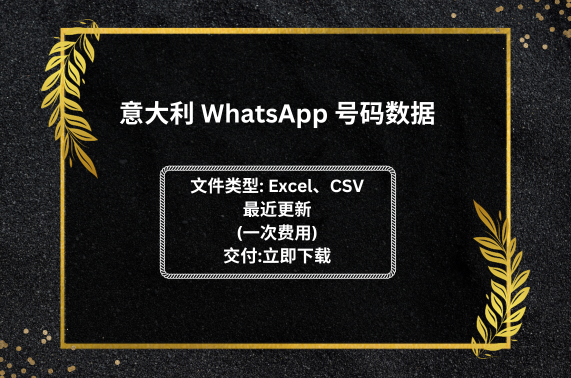 意大利 WhatsApp 号码数据
文件类型: Excel、CSV
最近更新
(一次费用)
交付:立即下载